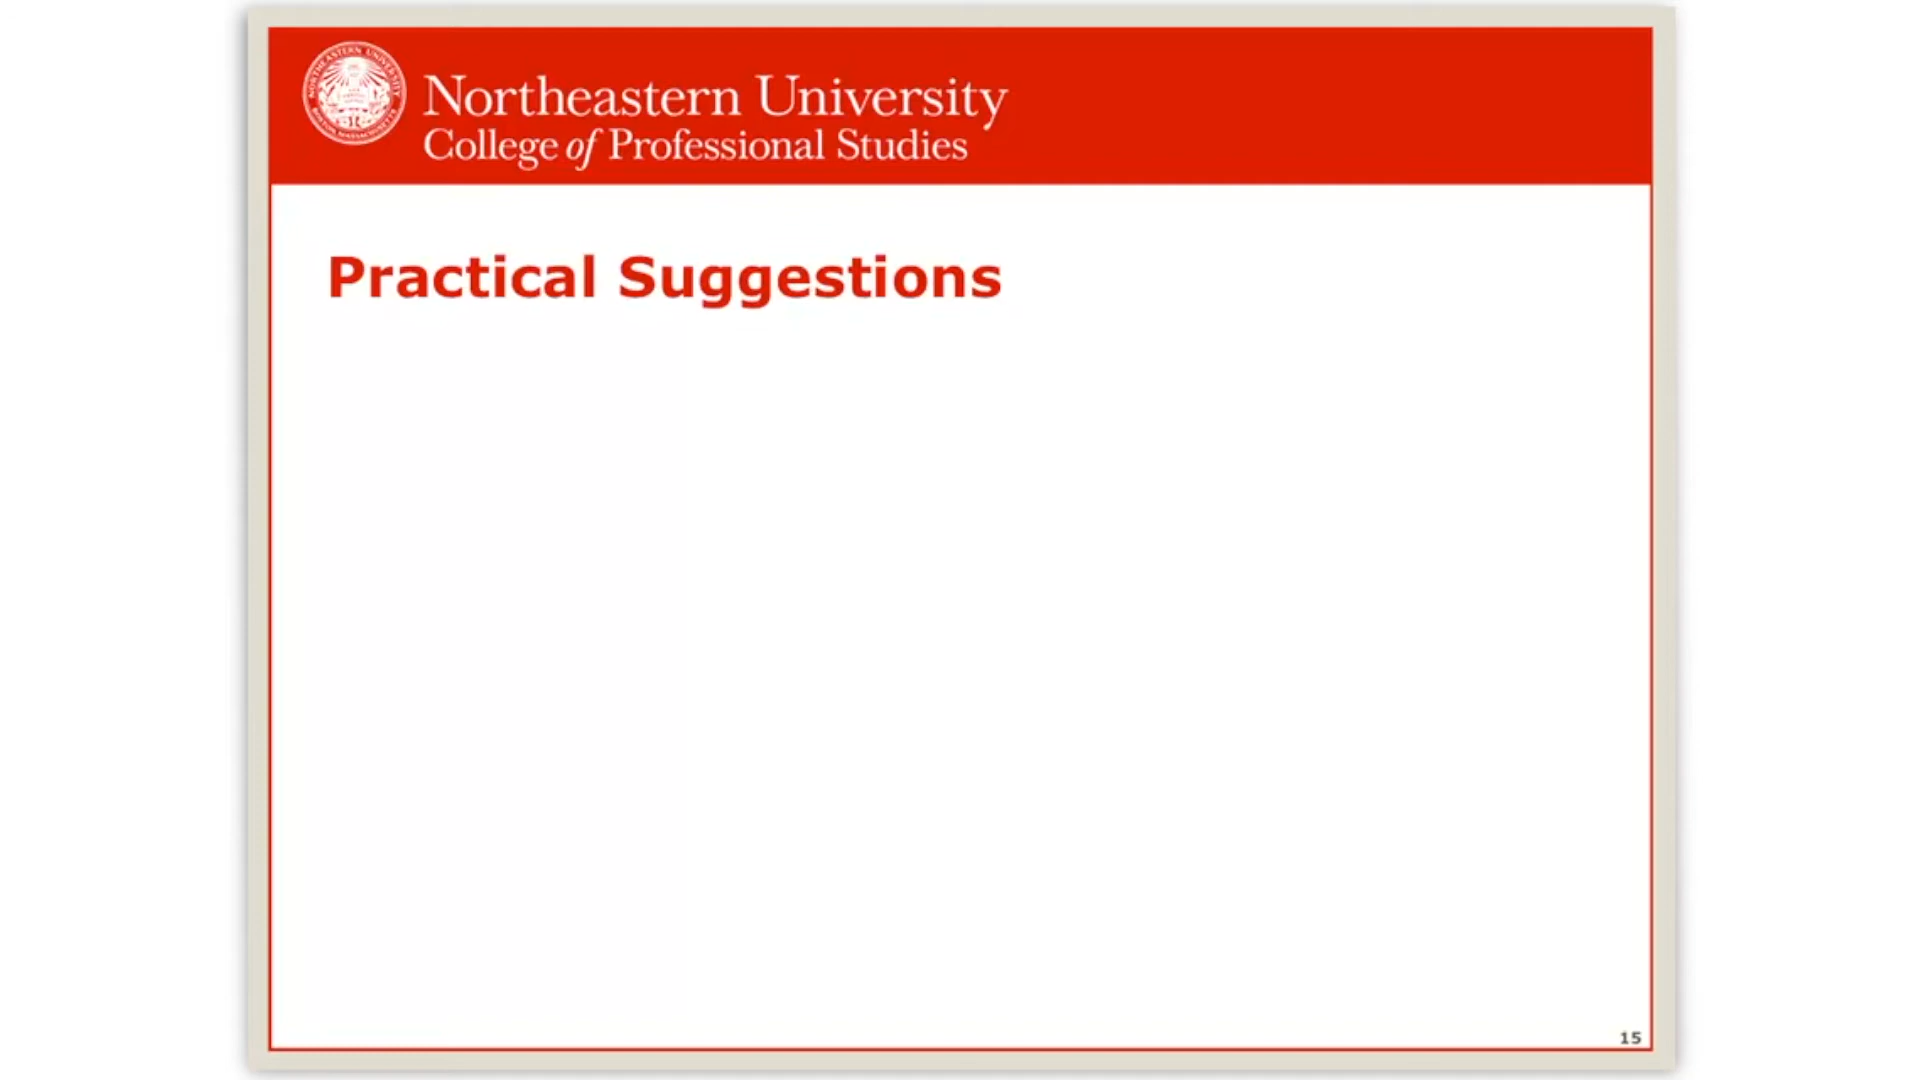 Northeastern University
College of Professional Studies
Practical Suggestions
15